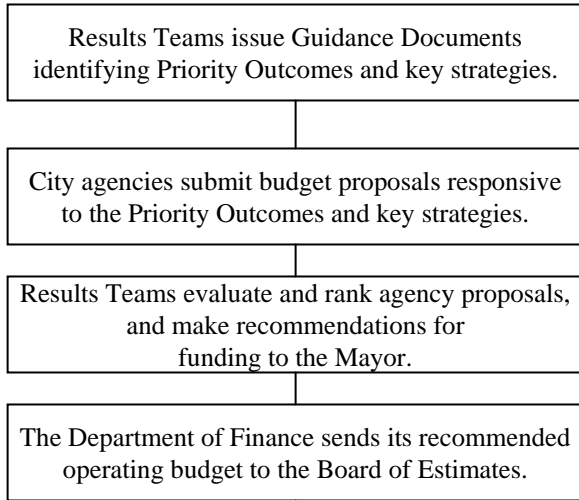 Results Teams issue Guidance Documents
identifying Priority Outcomes and key strategies.
City agencies submit budget proposals responsive
to the Priority Outcomes and key strategies.
Results Teams evaluate and rank agency proposals,
and make recommendations for
funding to the Mayor.
The Department of Finance sends its recommended
operating budget to the Board of Estimates.